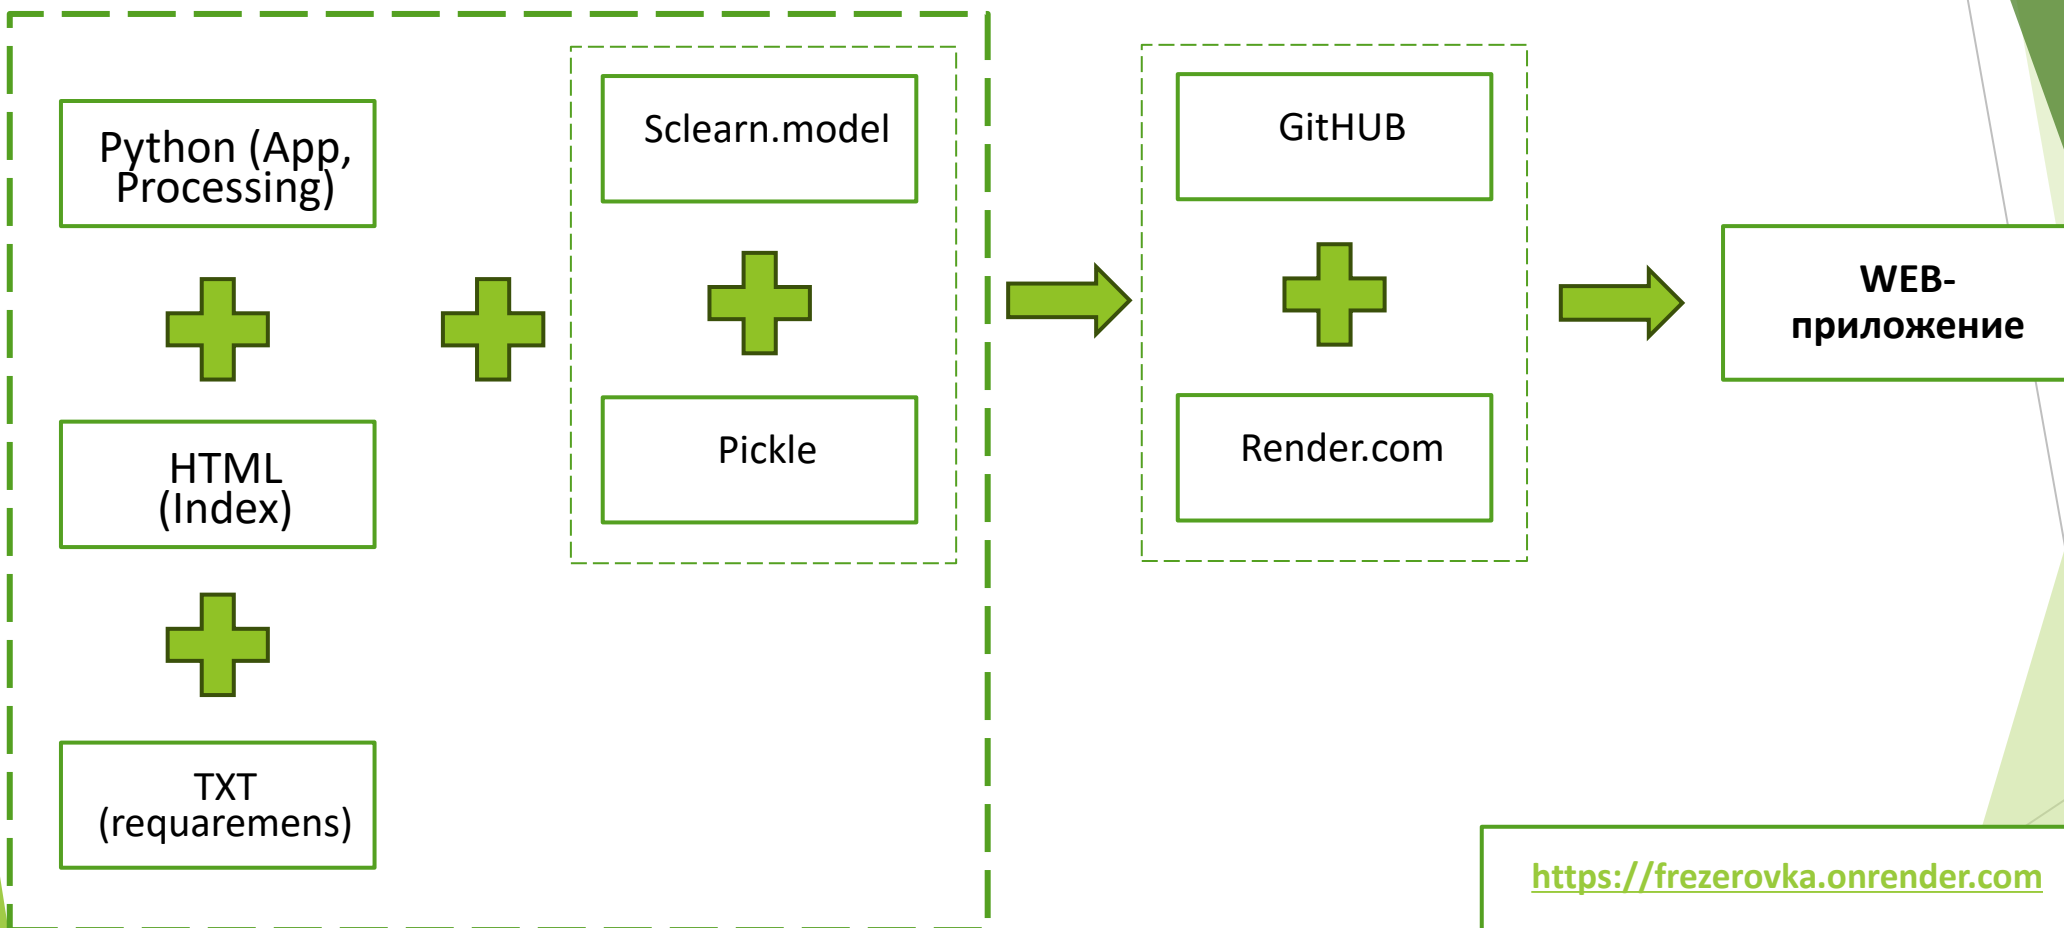 Python (App,
Processing)
HTML
(Index)
TXT
(requaremens)
Sclearn.model
Pickle
GitHUB
Render.com
WEB-
приложение
https://frezerovka.onrender.com